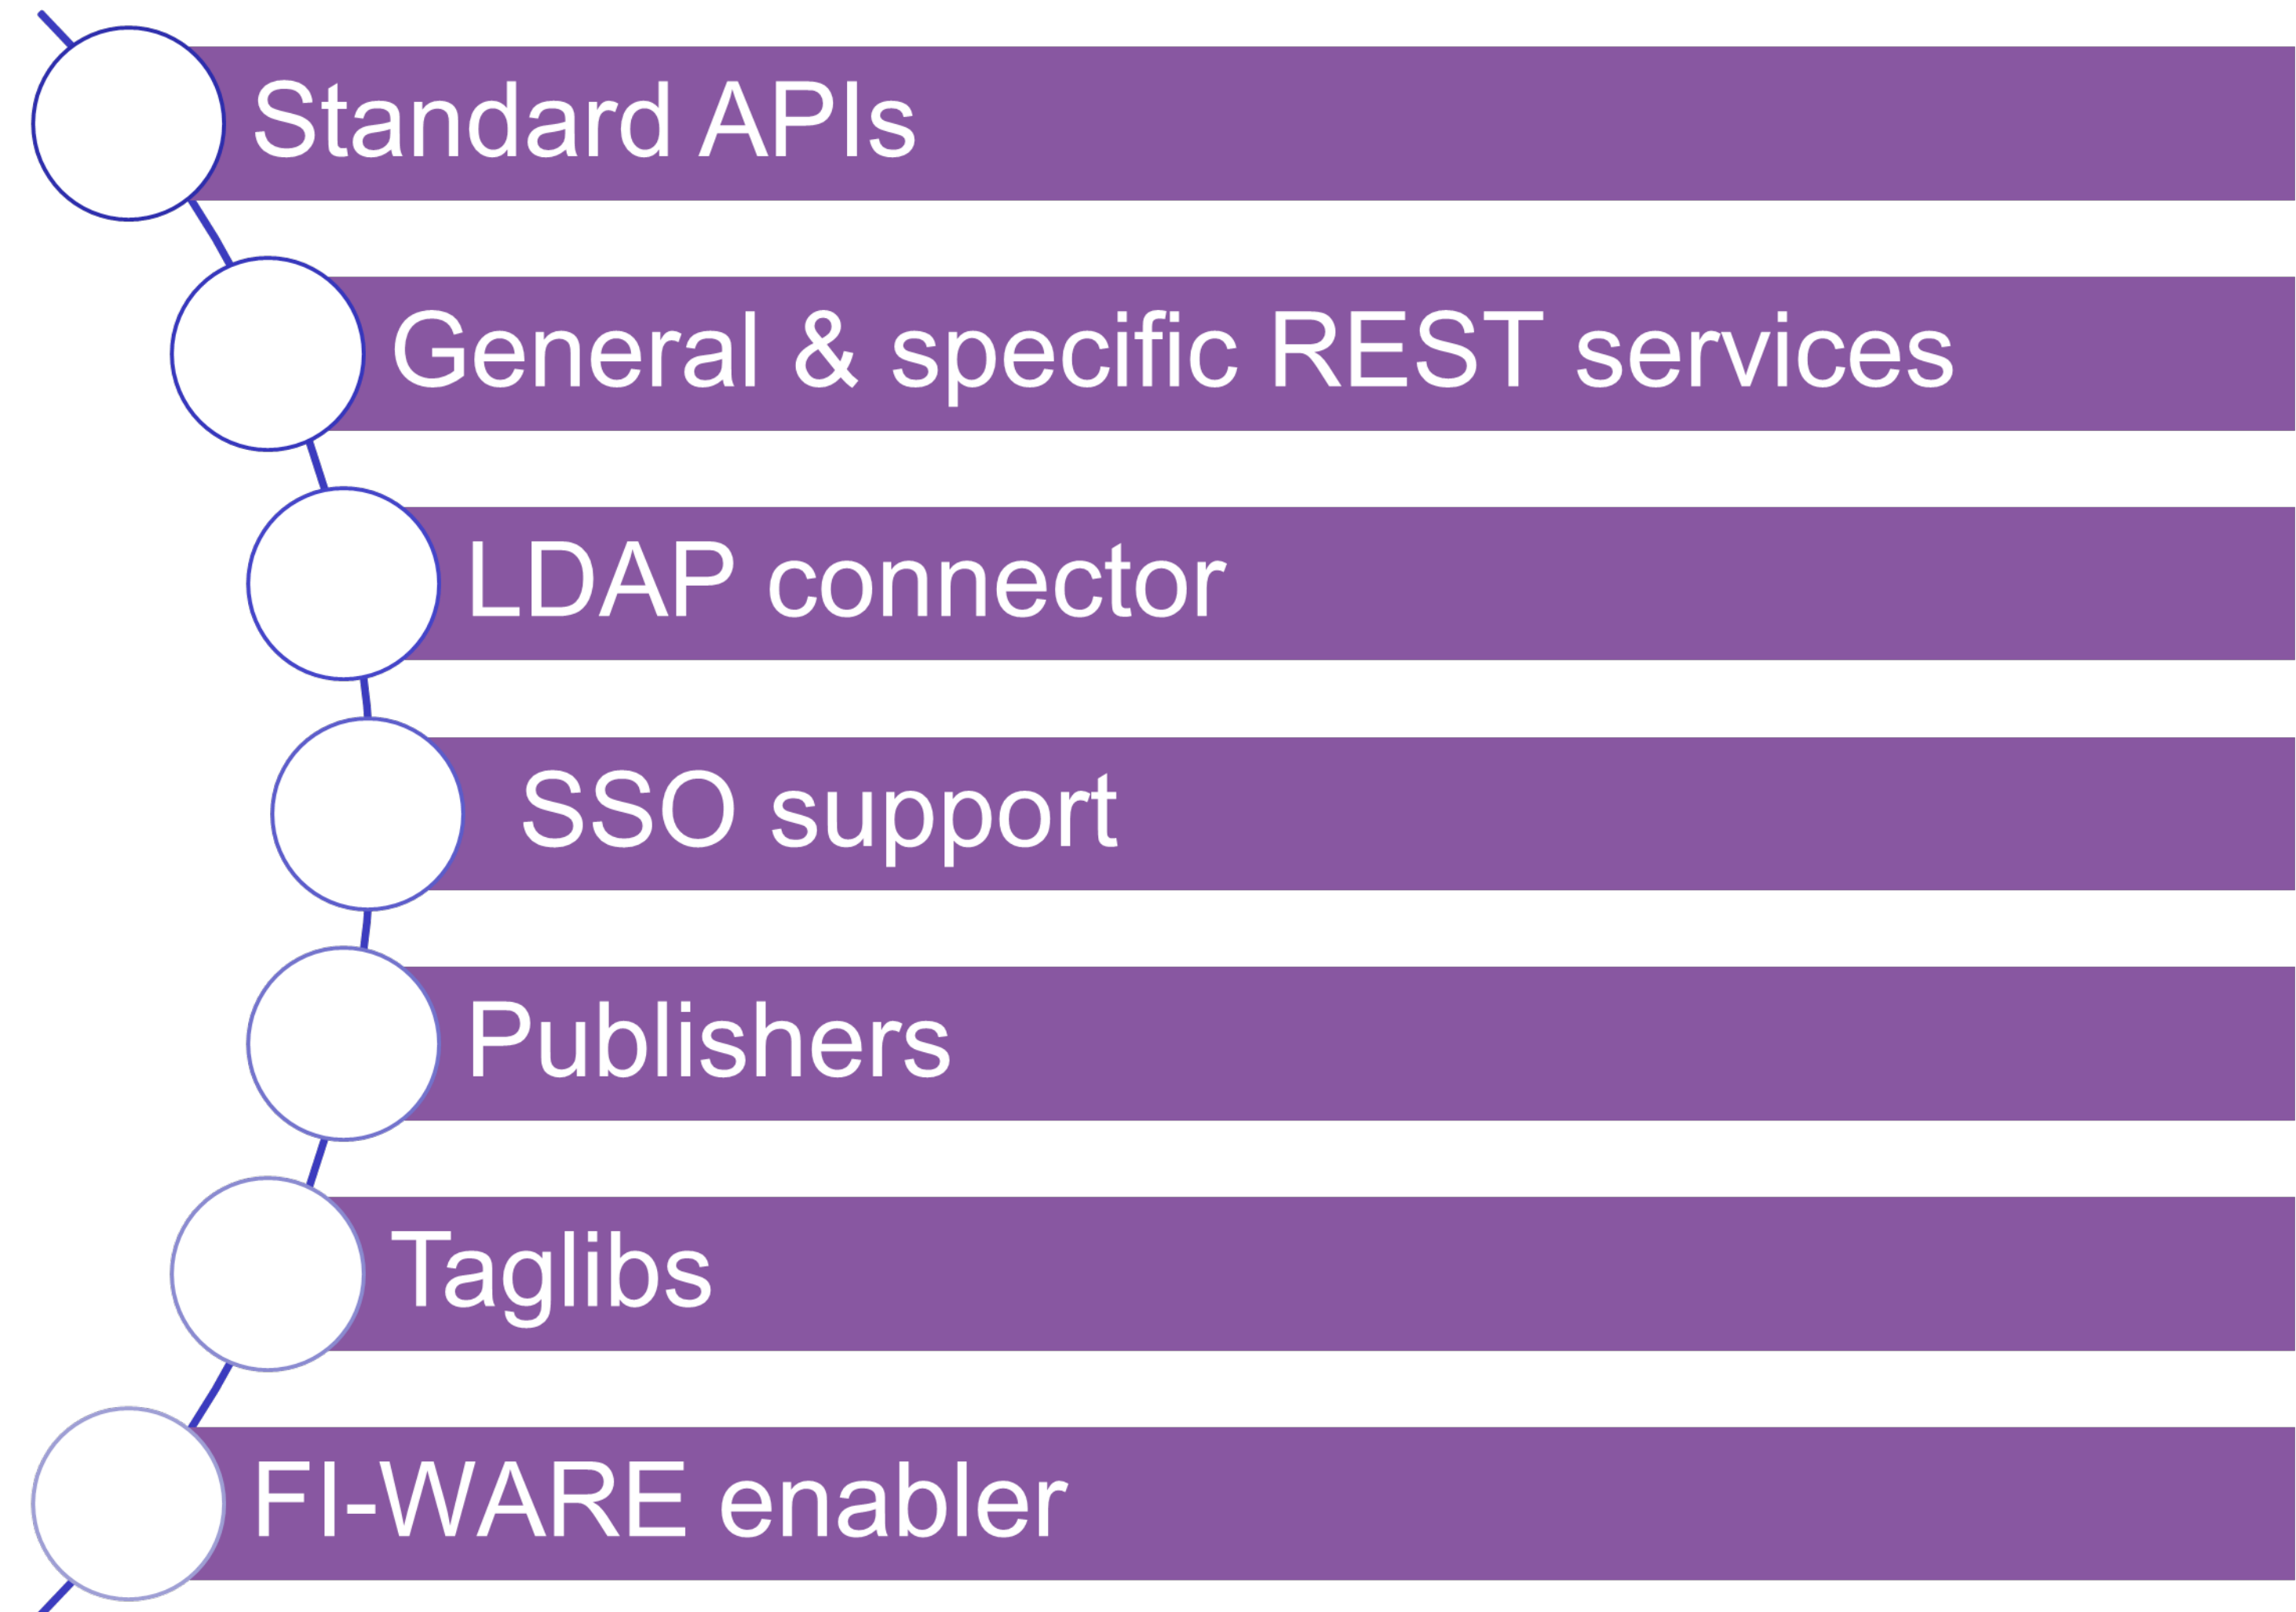 Standard APIs
General & specific REST services
LDAP connector
SSO support
Publishers
Taglibs
FI-WARE enabler